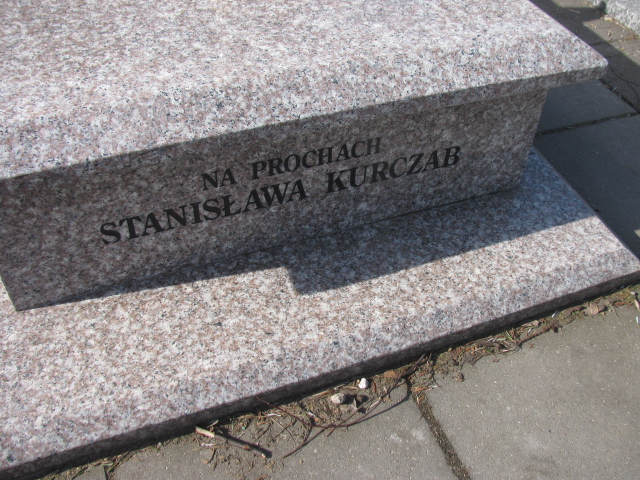 NA PROCHACH
STANISŁAWA KURCZAB